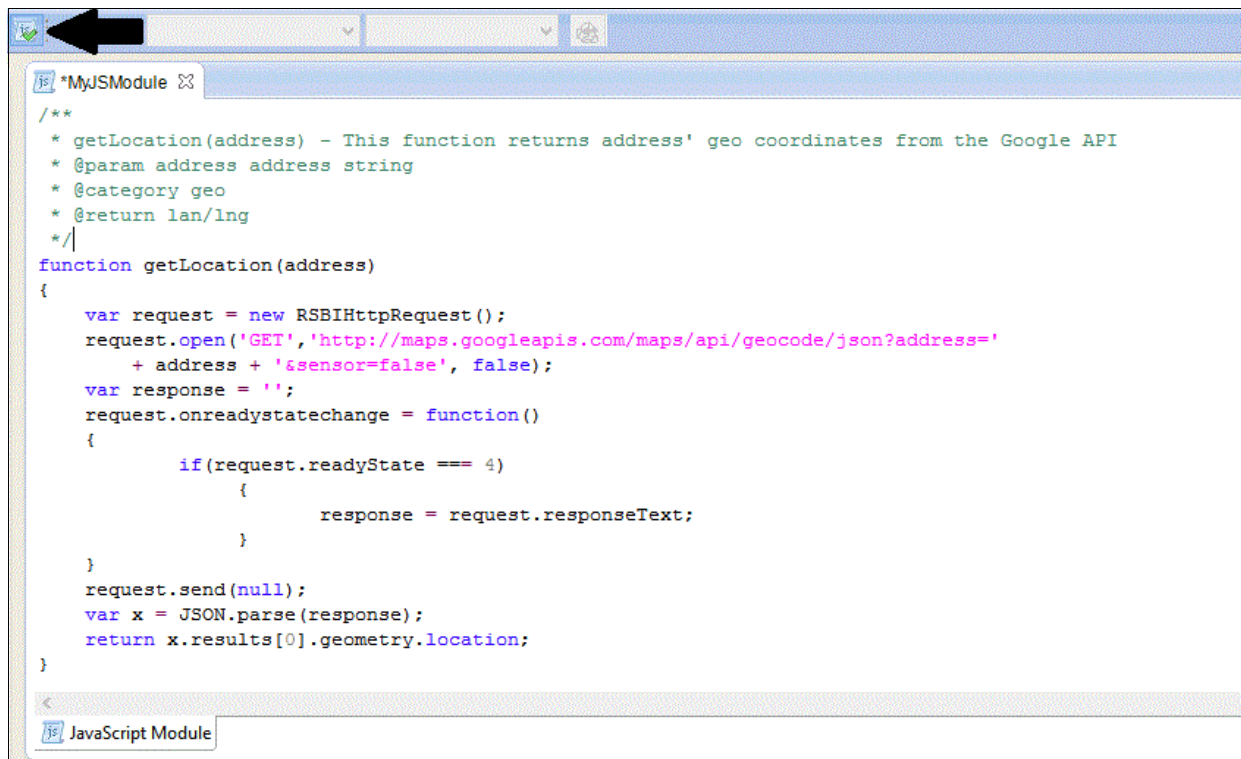 *MyJSModule
/**
 * getLocation(address) – This function returns address' geo coordinates from the Google API
 * @param address address string
 * @category geo
 * @return lan/lng
 */
function getLocation(address)
{
    var request = new RSBIHttpRequest();
    request.open('GET','http://maps.googleapis.com/maps/api/geocode/json?address='
        + address + '&sensor=false', false);
    var response = '';
    request.onreadystatechange = function()
    {
            if(request.readyState === 4)
                 {
                        response = request.responseText;
                 }
    }
    request.send(null);
    var x = JSON.parse(response);
    return x.results[0].geometry.location;
}
JavaScript Module